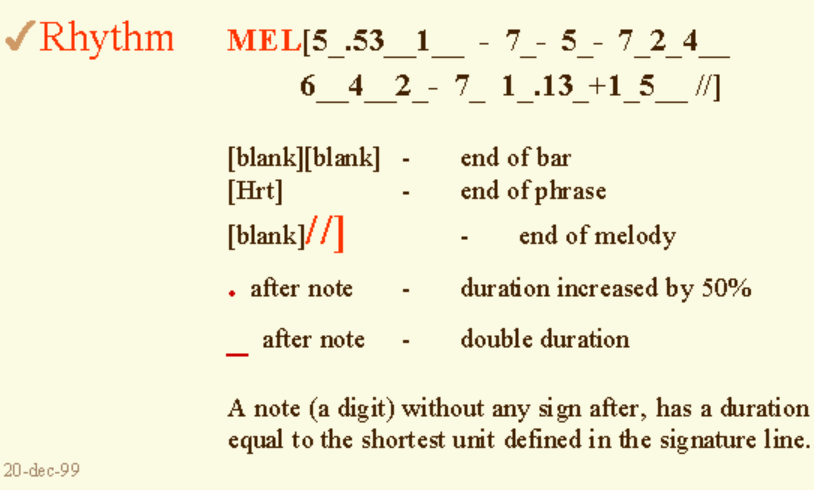 ✓Rhythm MEL[5_.53__1__ - 7_- 5_- 7_2_4__
6__4__2_- 7_ 1_.13_+1_5__ //]
[blank][blank] - end of bar
[Hrt] - end of phrase
[blank]//] - end of melody
. after note - duration increased by 50%
_ after note - double duration
A note (a digit) without any sign after, has a duration
equal to the shortest unit defined in the signature line.
20-dec-99